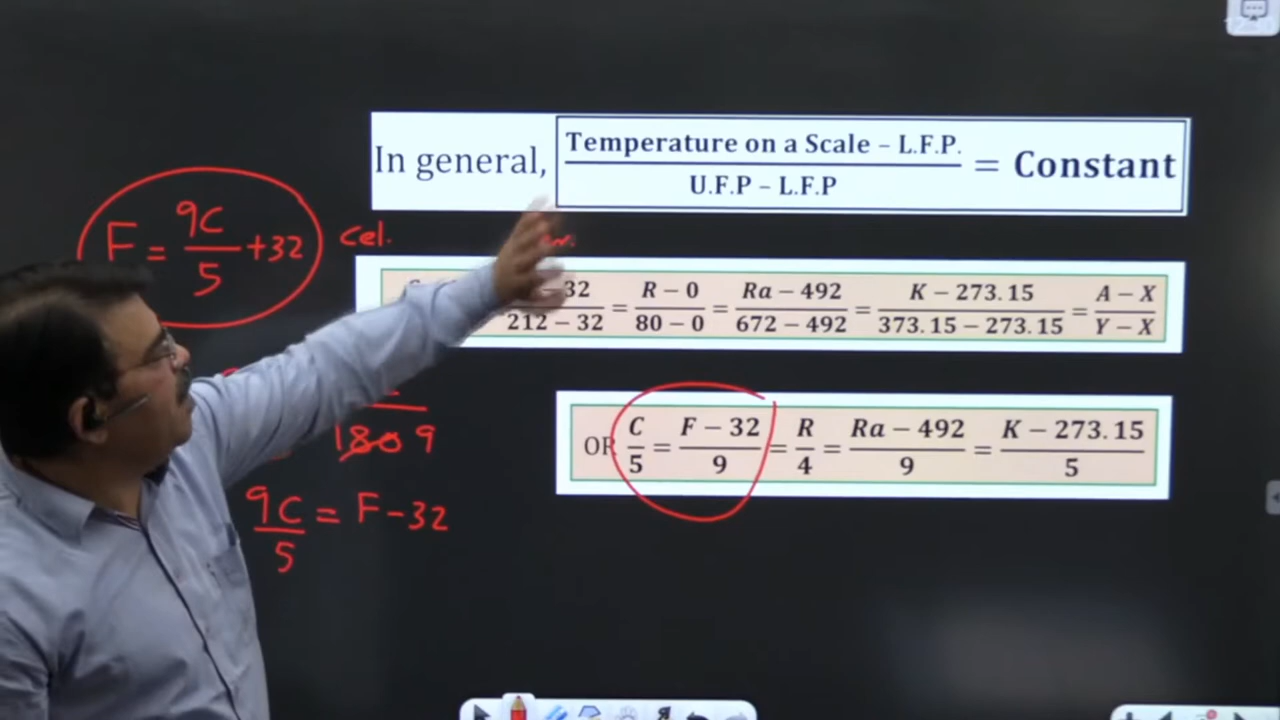 In general, Temperature on a Scale – L.F.P. / U.F.P – L.F.P = Constant
F = 9C/5 + 32
Cel.
32 / 212 – 32 = R – 0 / 80 – 0 = Ra – 492 / 672 – 492 = K – 273.15 / 373.15 – 273.15 = A – X / Y – X
180 9
OR C/5 = F – 32 / 9 = R/4 = Ra – 492 / 9 = K – 273.15 / 5
9C/5 = F – 32